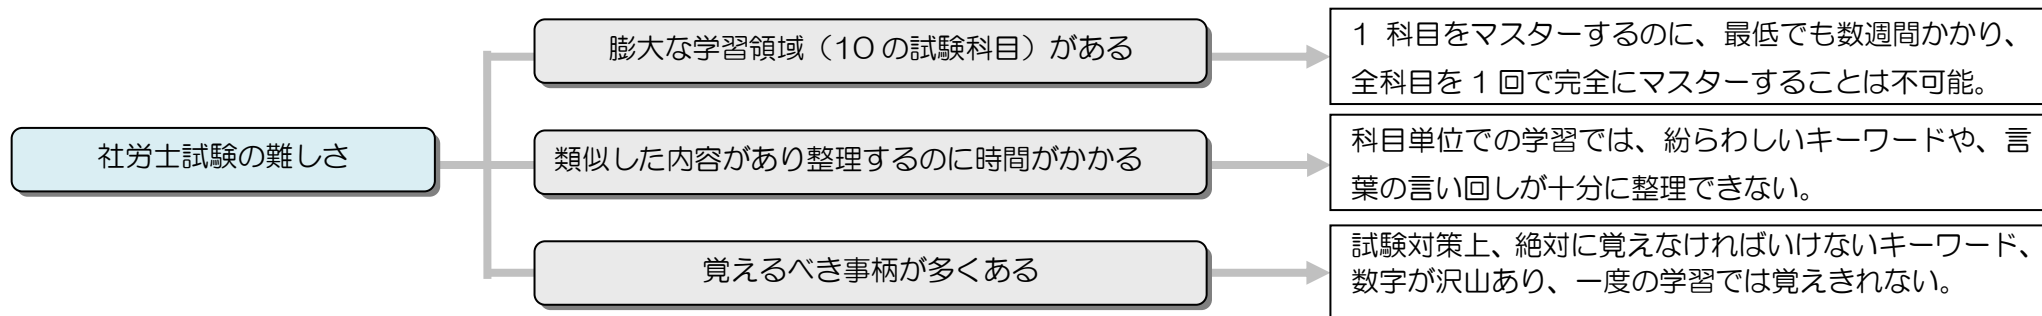 社労士試験の難しさ
膨大な学習領域（10の試験科目）がある
1 科目をマスターするのに、最低でも数週間かかり、
全科目を1回で完全にマスターすることは不可能。
類似した内容があり整理するのに時間がかかる
科目単位での学習では、紛らわしいキーワードや、言
葉の言い回しが十分に整理できない。
覚えるべき事柄が多くある
試験対策上、絶対に覚えなければいけないキーワード、
数字が沢山あり、一度の学習では覚えきれない。